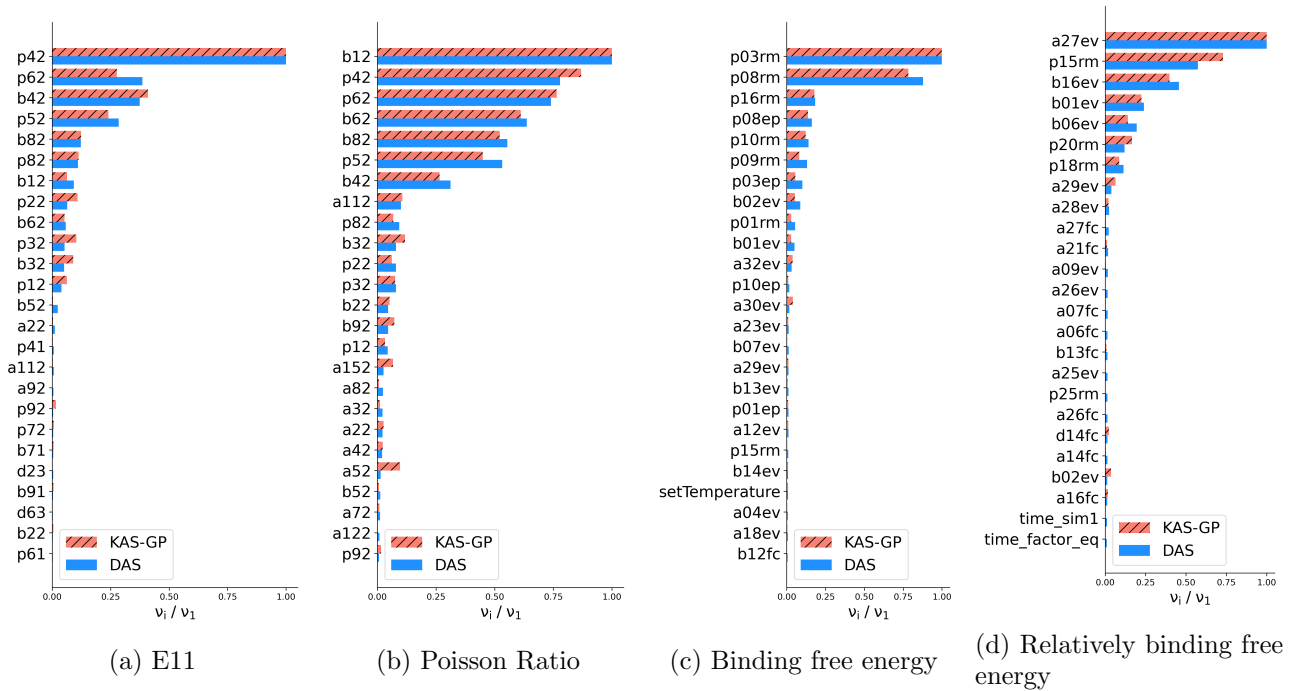 p42
p62
b42
p52
b82
p82
b12
p22
b62
p32
b32
p12
b52
a22
p41
a112
a92
p92
p72
b71
d23
b91
d63
b22
p61
KAS-GP
DAS
0.00 0.25 0.50 0.75 1.00
νi / ν1
(a) E11
b12
p42
p62
b62
b82
p52
b42
a112
p82
b32
p22
p32
b22
b92
p12
a152
a82
a32
a22
a42
a52
b52
a72
a122
p92
KAS-GP
DAS
0.00 0.25 0.50 0.75 1.00
νi / ν1
(b) Poisson Ratio
p03rm
p08rm
p16rm
p08ep
p10rm
p09rm
p03ep
b02ev
p01rm
b01ev
a32ev
p10ep
a30ev
a23ev
b07ev
a29ev
b13ev
p01ep
a12ev
p15rm
b14ev
setTemperature
a04ev
a18ev
b12fc
KAS-GP
DAS
0.00 0.25 0.50 0.75 1.00
νi / ν1
(c) Binding free energy
a27ev
p15rm
b16ev
b01ev
b06ev
p20rm
p18rm
a29ev
a28ev
a27fc
a21fc
a09ev
a26ev
a07fc
a06fc
b13fc
a25ev
p25rm
a26fc
d14fc
a14fc
b02ev
a16fc
time_sim1
time_factor_eq
KAS-GP
DAS
0.00 0.25 0.50 0.75 1.00
νi / ν1
(d) Relatively binding free
energy